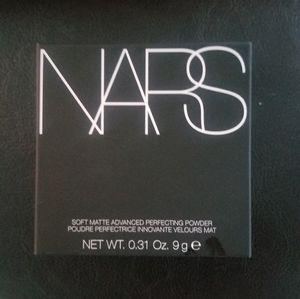 NARS
SOFT MATTE ADVANCED PERFECTING POWDER
POUDRE PERFECTRICE INNOVANTE VELOURS MAT
NET WT. 0.31 Oz. 9 g ℮